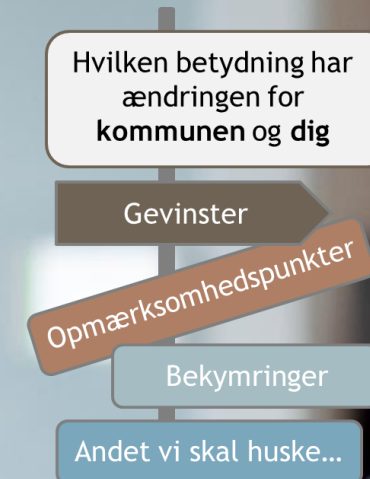 Hvilken betydning har
ændringen for
kommunen og dig
Gevinster
Opmærksomhedspunkter
Bekymringer
Andet vi skal huske…